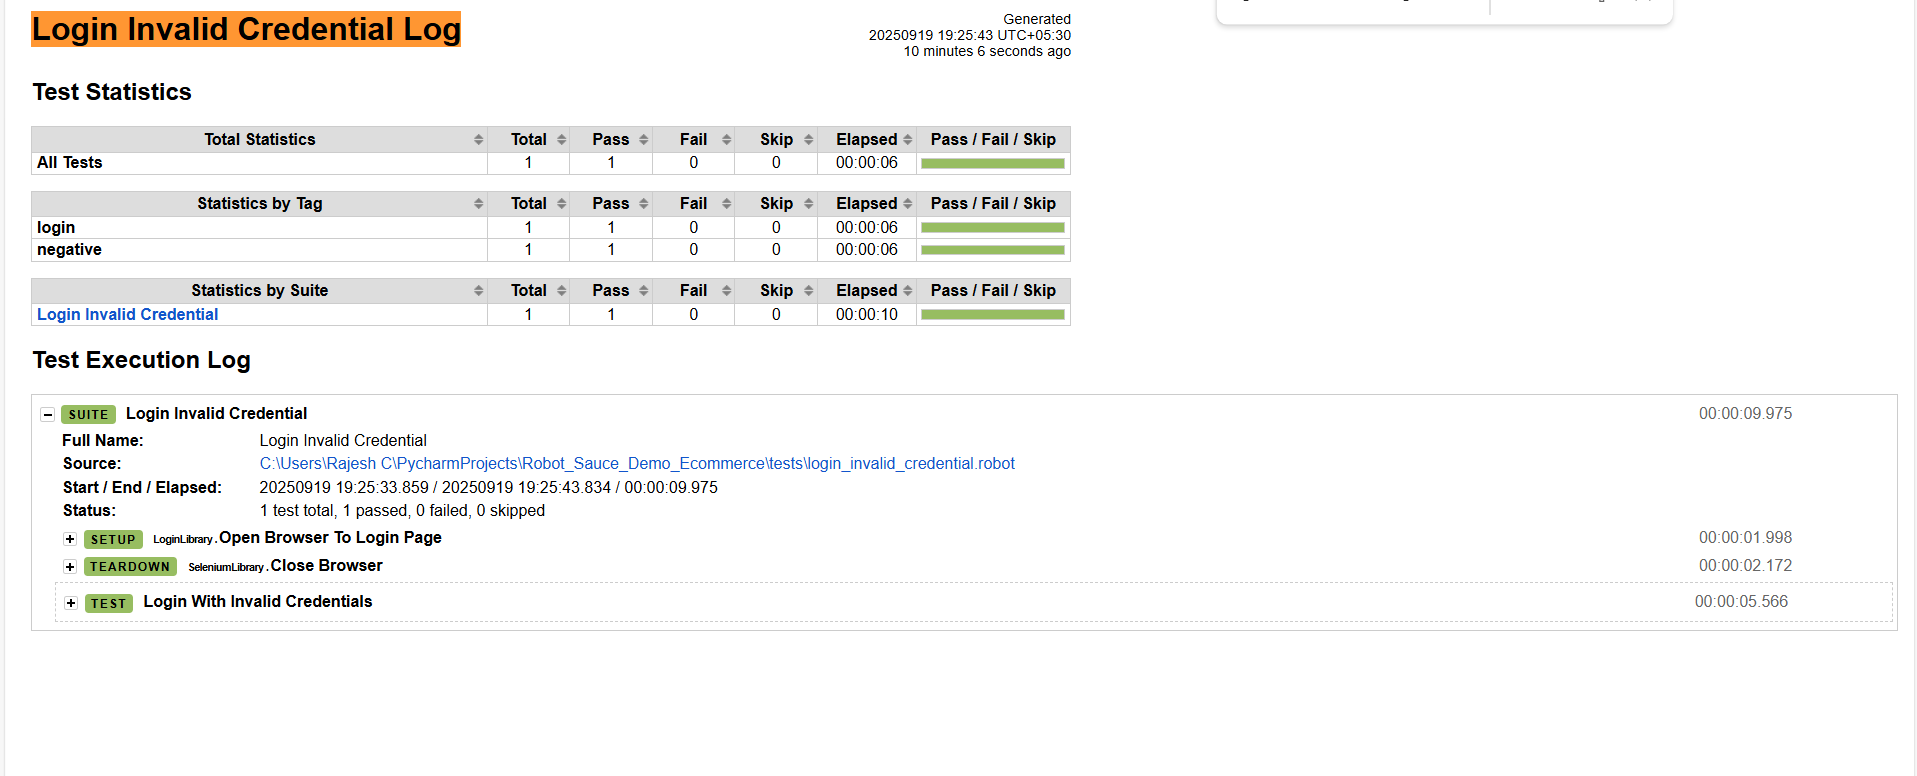 Login Invalid Credential Log
Generated
20250919 19:25:43 UTC+05:30
10 minutes 6 seconds ago
Test Statistics
Total Statistics Total Pass Fail Skip Elapsed Pass / Fail / Skip
All Tests 1 1 0 0 00:00:06
Statistics by Tag Total Pass Fail Skip Elapsed Pass / Fail / Skip
login 1 1 0 0 00:00:06
negative 1 1 0 0 00:00:06
Statistics by Suite Total Pass Fail Skip Elapsed Pass / Fail / Skip
Login Invalid Credential 1 1 0 0 00:00:10
Test Execution Log
SUITE Login Invalid Credential 00:00:09.975
Full Name: Login Invalid Credential
Source: C:\Users\Rajesh C\PycharmProjects\Robot_Sauce_Demo_Ecommerce\tests\login_invalid_credential.robot
Start / End / Elapsed: 20250919 19:25:33.859 / 20250919 19:25:43.834 / 00:00:09.975
Status: 1 test total, 1 passed, 0 failed, 0 skipped
SETUP LoginLibrary.Open Browser To Login Page 00:00:01.998
TEARDOWN SeleniumLibrary.Close Browser 00:00:02.172
TEST Login With Invalid Credentials 00:00:05.566